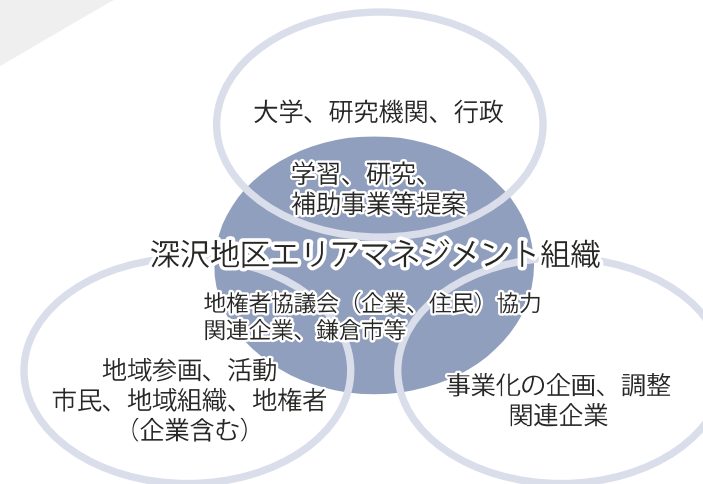 大学、研究機関、行政
学習、研究、
補助事業等提案
深沢地区エリアマネジメント組織
地権者協議会（企業、住民）協力
関連企業、鎌倉市等
地域参画、活動
市民、地域組織、地権者
（企業含む）
事業化の企画、調整
関連企業